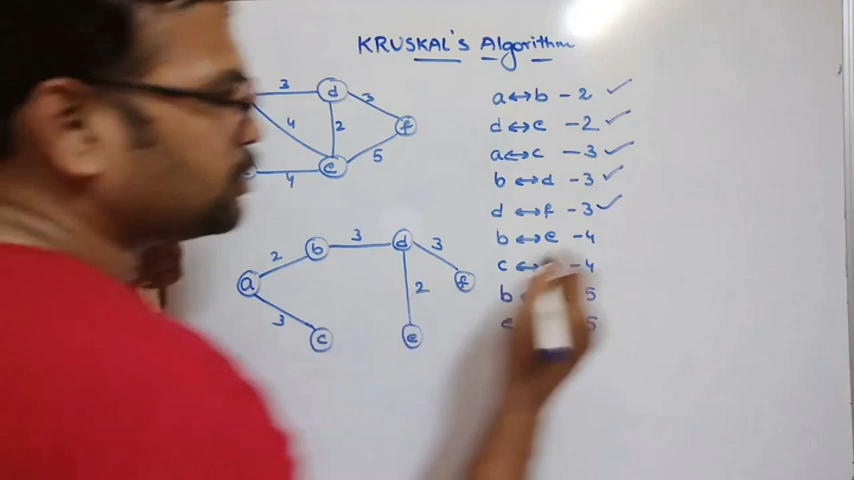 KRUSKAL's Algorithm
3
d
3
4
2
f
e
5
4
a↔b - 2 ✓
d↔e - 2 ✓
a↔c - 3 ✓
b↔d - 3 ✓
d↔f - 3 ✓
b↔e - 4
c↔ - 4
b 5
e 5
2
b
3
d
3
a
f
2
3
c
e